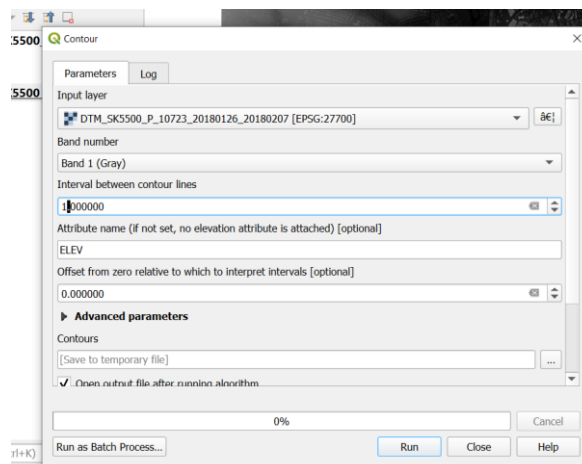 5500
Contour
Parameters
Log
5500
Input layer
DTM_SK5500_P_10723_20180126_20180207 [EPSG:27700]
â€¦
Band number
Band 1 (Gray)
Interval between contour lines
1.000000
Attribute name (if not set, no elevation attribute is attached) [optional]
ELEV
Offset from zero relative to which to interpret intervals [optional]
0.000000
Advanced parameters
Contours
[Save to temporary file]
...
Open output file after running algorithm
0%
Cancel
rl+K)
Run as Batch Process...
Run
Close
Help